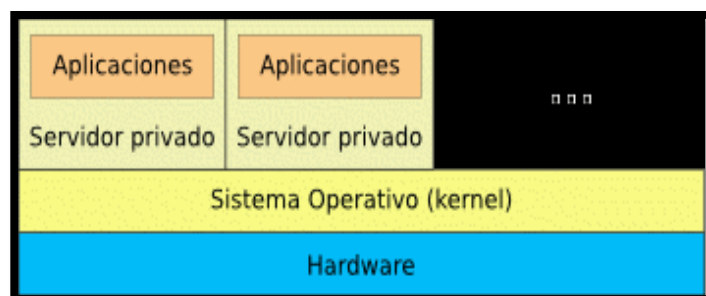 Aplicaciones Aplicaciones
Servidor privado Servidor privado
Sistema Operativo (kernel)
Hardware